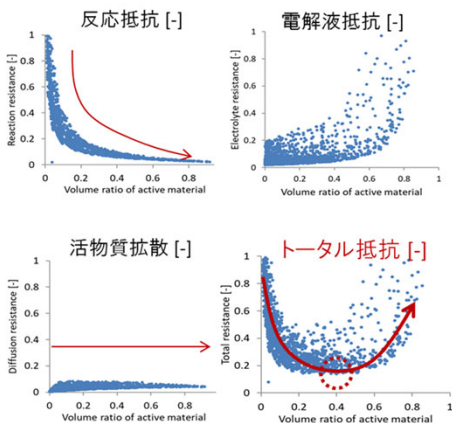 反応抵抗 [-]
Reaction resistance [-]
1
0.8
0.6
0.4
0.2
0
0 0.2 0.4 0.6 0.8
Volume ratio of active material
電解液抵抗 [-]
Electrolyte resistance [-]
1
0.8
0.6
0.4
0.2
0
0 0.2 0.4 0.6 0.8 1
Volume ratio of active material
活物質拡散 [-]
Diffusion resistance [-]
1
0.8
0.6
0.4
0.2
0
0 0.2 0.4 0.6 0.8 1
Volume ratio of active material
トータル抵抗 [-]
Total resistance [-]
1
0.8
0.6
0.4
0.2
0
0 0.2 0.4 0.6 0.8 1
Volume ratio of active material